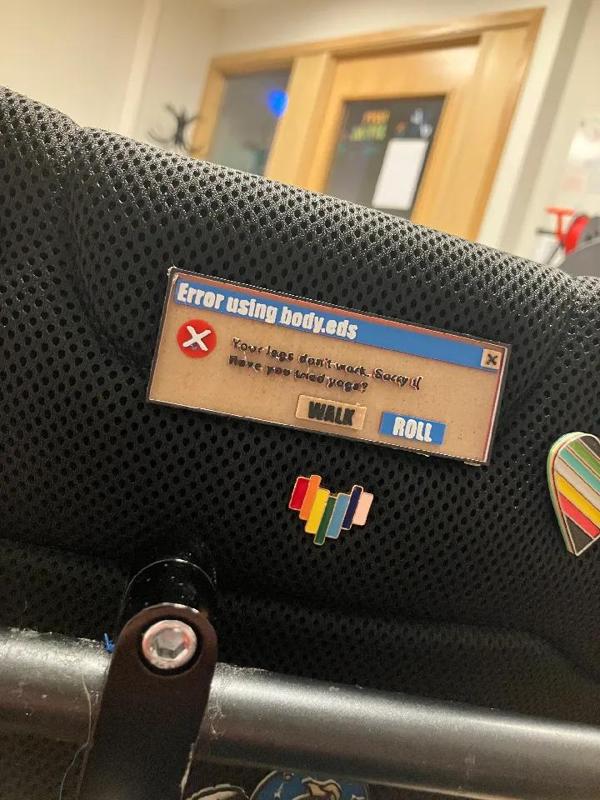 Error using body.eds
Your legs don't work. Sorry :(
Have you tried yoga?
WALK
ROLL